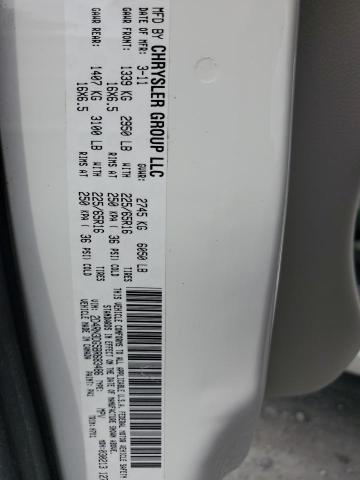 MFD BY CHRYSLER GROUP LLC
DATE OF MFR: 3-11 GVWR: 2745 KG 6050 LB
GAWR FRONT: 1339 KG 2950 LB WITH TIRES 225/65R16
16X6.5 RIMS AT 250 KPA ( 36 PSI) COLD
GAWR REAR: 1407 KG 3100 LB WITH TIRES 225/65R16
16X6.5 RIMS AT 250 KPA ( 36 PSI) COLD
THIS VEHICLE CONFORMS TO ALL APPLICABLE U.S.A. FEDERAL MOTOR VEHICLE SAFETY
STANDARDS IN EFFECT ON THE DATE OF
MANUFACTURE SHOWN ABOVE.
TYPE: MPV
VEHICLE MADE IN CANADA
PAINT: PW1